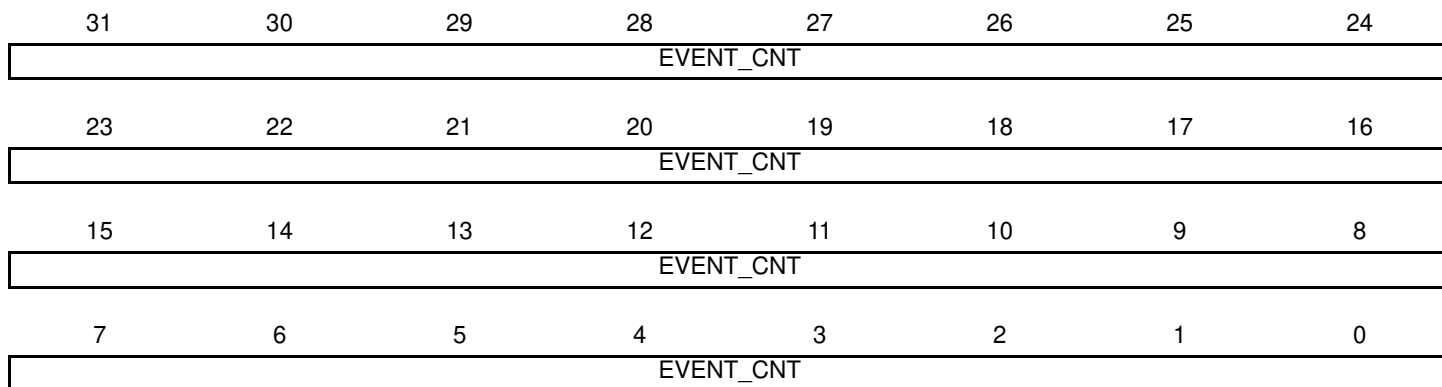 31 30 29 28 27 26 25 24
EVENT_CNT
23 22 21 20 19 18 17 16
EVENT_CNT
15 14 13 12 11 10 9 8
EVENT_CNT
7 6 5 4 3 2 1 0
EVENT_CNT